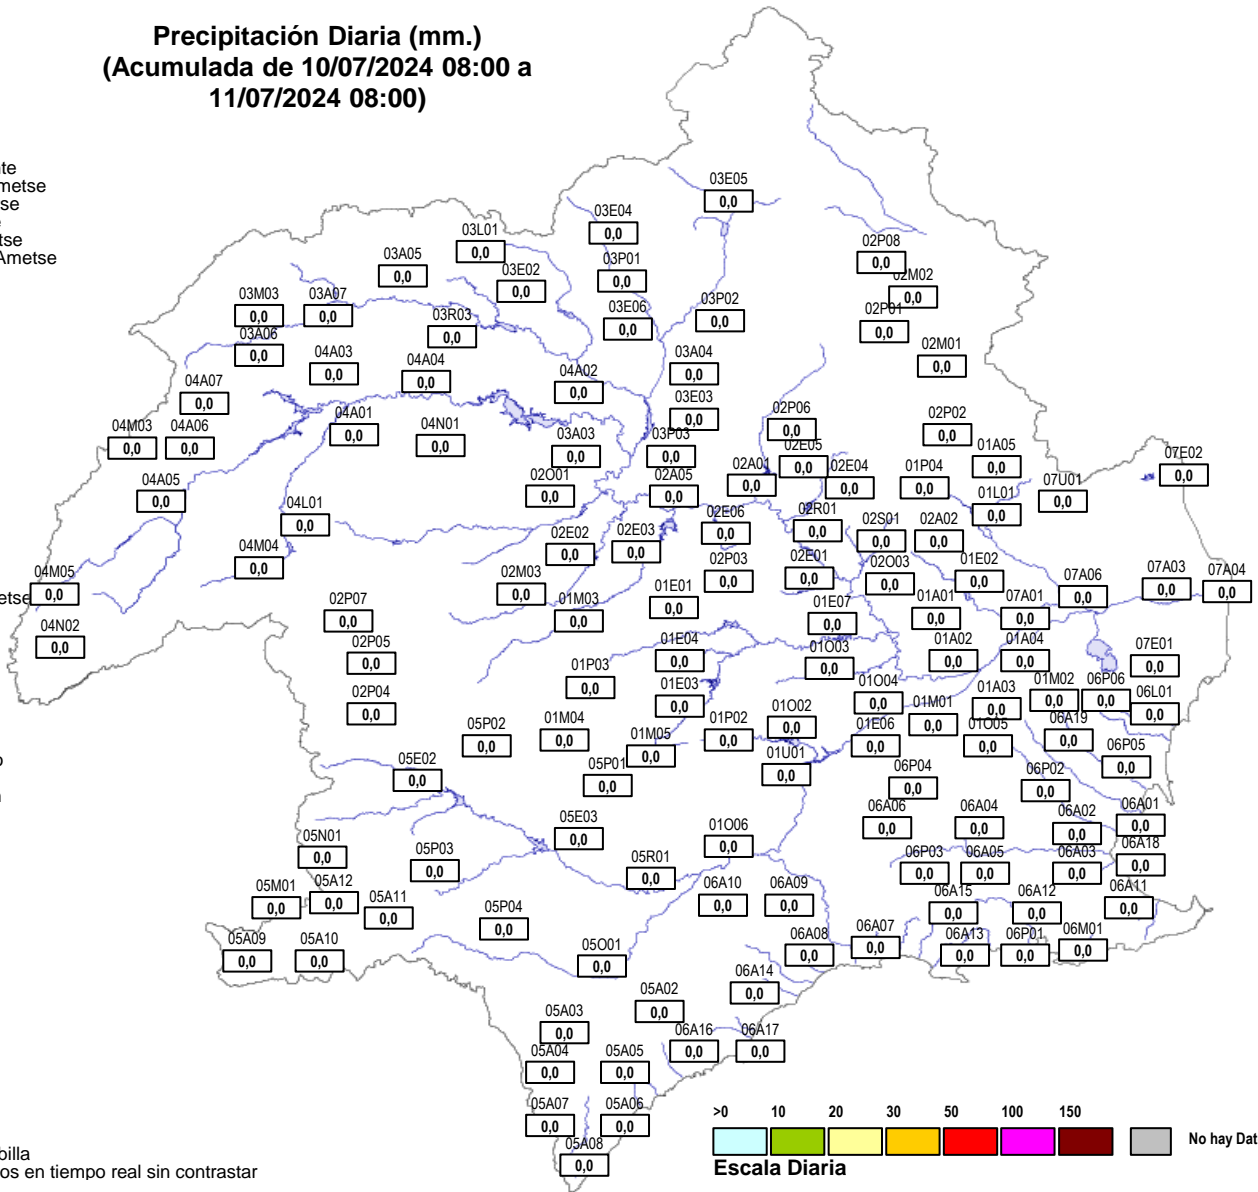 Precipitación Diaria (mm.)
(Acumulada de 10/07/2024 08:00 a
11/07/2024 08:00)
03E05
0,0
03E04
0,0
03L01
0,0
02P08
0,0
03A05
0,0
03P01
0,0
03E02
0,0
02M02
0,0
03M03
0,0
03A07
0,0
03P02
0,0
03E06
0,0
02P01
0,0
03R03
0,0
03A06
0,0
02M01
0,0
04A03
0,0
03A04
0,0
04A04
0,0
04A02
0,0
04A07
0,0
03E03
0,0
02P06
0,0
04A01
0,0
02P02
0,0
04M03
0,0
04A06
0,0
04N01
0,0
03A03
0,0
03P03
0,0
02E05
0,0
01A05
0,0
07E02
0,0
02A01
0,0
02E04
0,0
01P04
0,0
04A05
0,0
02O01
0,0
02A05
0,0
07U01
0,0
01L01
0,0
04L01
0,0
02E06
0,0
02R01
0,0
02S01
0,0
02A02
0,0
02E02
0,0
02E03
0,0
04M04
0,0
02P03
0,0
02E01
0,0
02O03
0,0
01E02
0,0
04M05
0,0
02M03
0,0
07A06
0,0
07A03
0,0
07A04
0,0
01E01
0,0
02P07
0,0
01M03
0,0
01E07
0,0
01A01
0,0
07A01
0,0
04N02
0,0
02P05
0,0
01E04
0,0
01O03
0,0
01A02
0,0
01A04
0,0
07E01
0,0
01P03
0,0
02P04
0,0
01E03
0,0
01O04
0,0
01A03
0,0
01M02
0,0
06P06
0,0
06L01
0,0
05P02
0,0
01M04
0,0
01M05
0,0
01P02
0,0
01O02
0,0
01E06
0,0
01M01
0,0
01O05
0,0
06A19
0,0
05E02
0,0
05P01
0,0
01U01
0,0
06P04
0,0
06P02
0,0
06P05
0,0
05E03
0,0
01O06
0,0
06A06
0,0
06A04
0,0
06A02
0,0
06A01
0,0
05N01
0,0
05P03
0,0
05R01
0,0
06P03
0,0
06A05
0,0
06A03
0,0
06A18
0,0
05M01
0,0
05A12
0,0
05A11
0,0
06A10
0,0
06A09
0,0
06A15
0,0
06A12
0,0
06A11
0,0
05P04
0,0
05A09
0,0
05A10
0,0
05O01
0,0
06A08
0,0
06A07
0,0
06A13
0,0
06P01
0,0
06M01
0,0
06A14
0,0
05A02
0,0
05A03
0,0
06A16
0,0
06A17
0,0
05A04
0,0
05A05
0,0
05A07
0,0
05A06
0,0
05A08
0,0
>0 10 20 30 50 100 150
No hay Dat
Escala Diaria
os en tiempo real sin contrastar